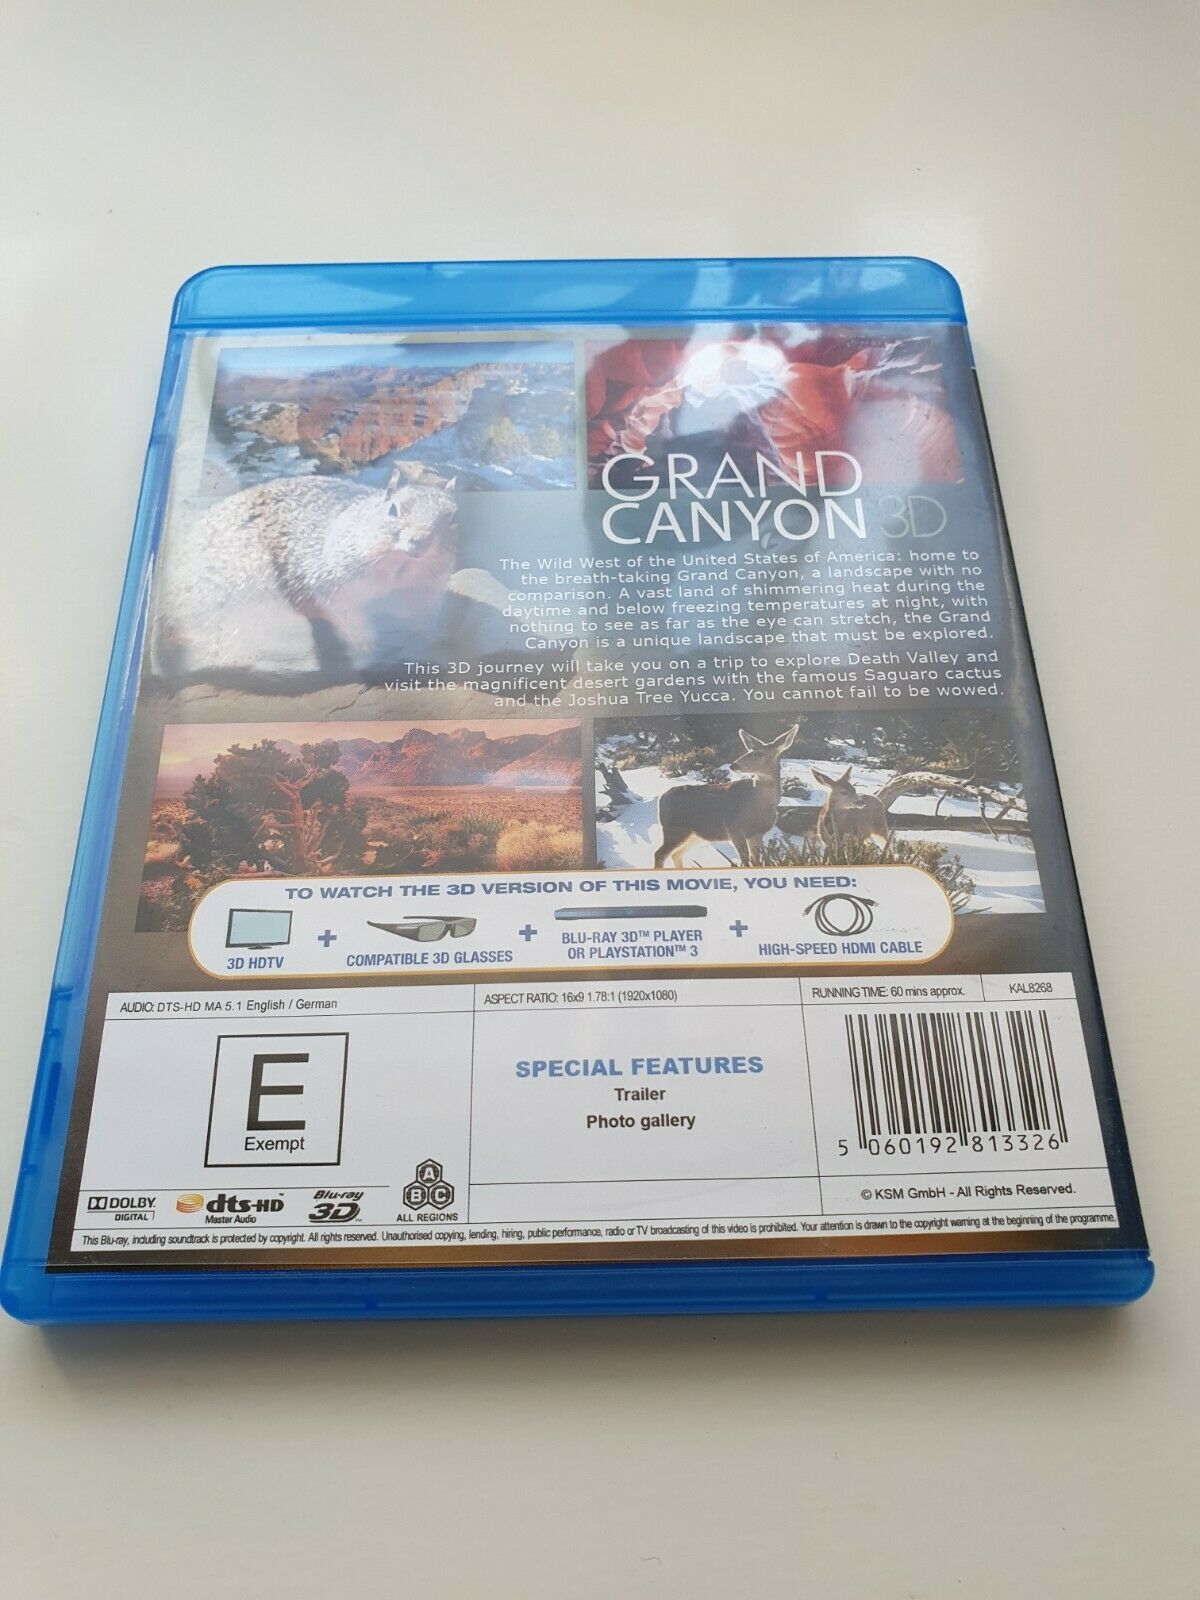 GRAND
CANYON 3D
The Wild West of the United States of America: home to
the breath-taking Grand Canyon, a landscape with no
comparison. A vast land of shimmering heat during the
daytime and below freezing temperatures at night, with
nothing to see as far as the eye can stretch, the Grand
Canyon is a unique landscape that must be explored.
This 3D journey will take you on a trip to explore Death Valley and
visit the magnificent desert gardens with the famous Saguaro cactus
and the Joshua Tree Yucca. You cannot fail to be wowed.
TO WATCH THE 3D VERSION OF THIS MOVIE, YOU NEED:
3D HDTV
+
COMPATIBLE 3D GLASSES
+
BLU-RAY 3D™ PLAYER
OR PLAYSTATION™ 3
+
HIGH-SPEED HDMI CABLE
AUDIO: DTS-HD MA 5.1 English / German
ASPECT RATIO: 16x9 1.78:1 (1920x1080)
RUNNING TIME: 60 mins approx.
KAL8268
E
Exempt
SPECIAL FEATURES
Trailer
Photo gallery
5 060192 813326
DOLBY
DIGITAL
dts-HD™
Master Audio
Blu-ray
3D™
A
B C
ALL REGIONS
© KSM GmbH - All Rights Reserved.
This Blu-ray, including soundtrack is protected by copyright. All rights reserved. Unauthorised copying, lending, hiring, public performance, radio or TV broadcasting of this video is prohibited. Your attention is drawn to the copyright warning at the beginning of the programme.